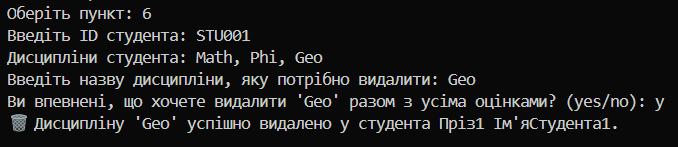 Оберіть пункт: 6
Введіть ID студента: STU001
Дисципліни студента: Math, Phi, Geo
Введіть назву дисципліни, яку потрібно видалити: Geo
Ви впевнені, що хочете видалити 'Geo' разом з усіма оцінками? (yes/no): y
🗑️ Дисципліну 'Geo' успішно видалено у студента Пріз1 Ім'яСтудента1.